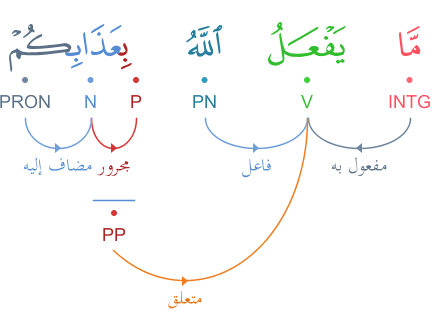 مَّا يَفْعَلُ ٱللَّهُ بِعَذَابِكُمْ
INTG V PN P N PRON
مفعول به فاعل مجرور مضاف إليه
PP
متعلق